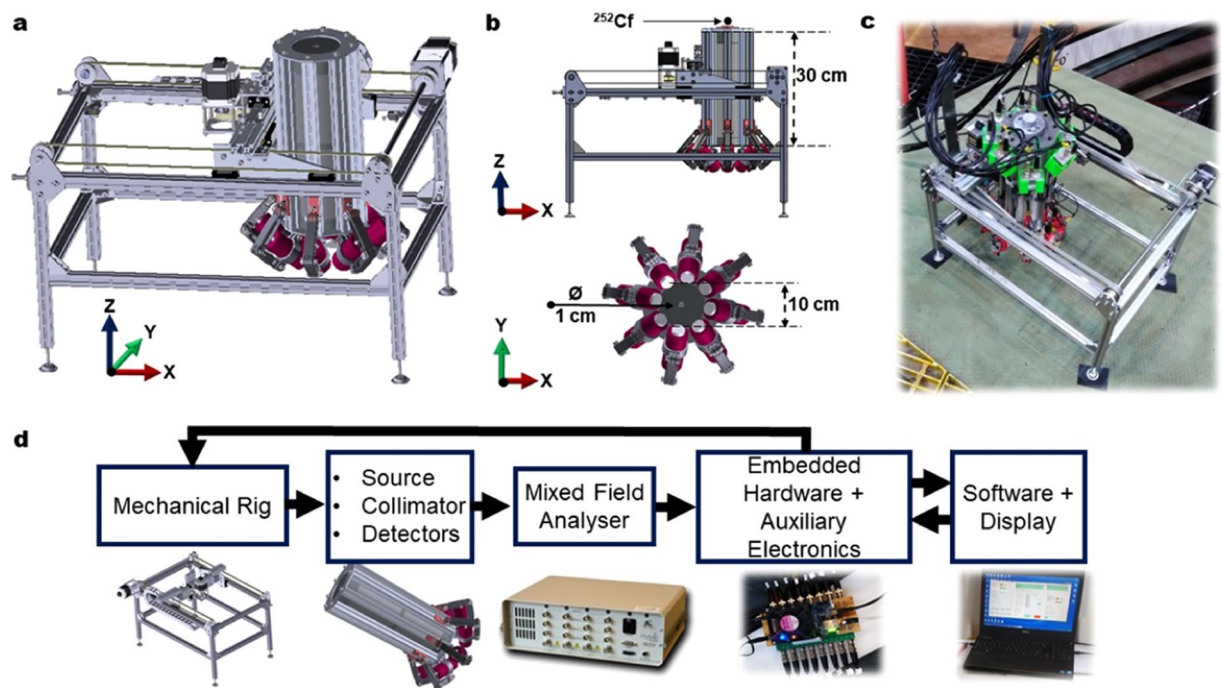 a
b
c
252Cf
30 cm
Z
X
Z
Y
X
Ø
1 cm
10 cm
Y
X
d
Mechanical Rig
• Source
• Collimator
• Detectors
Mixed Field
Analyser
Embedded
Hardware +
Auxiliary
Electronics
Software +
Display